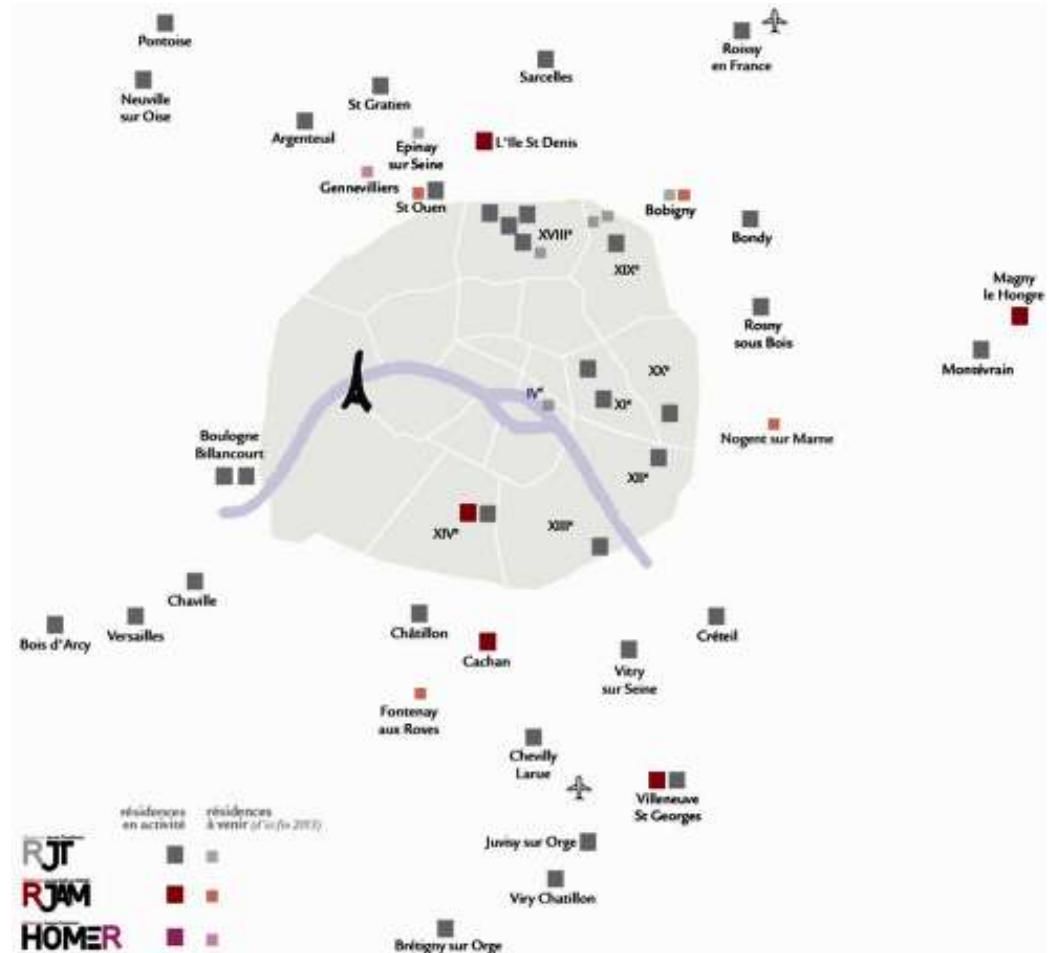 Pontoise
Roissy
en France
Sarcelles
Neuville
sur Oise
St Gratien
Argenteuil
Epinay
sur Seine
L'Ile St Denis
Gennevilliers
St Ouen
Bobigny
Bondy
XVIIIe
XIXe
Magny
le Hongre
Rosny
sous Bois
Montévrain
XXe
IVe
XIe
Nogent sur Marne
Boulogne
Billancourt
XIIe
XIVe
XIIIe
Chaville
Bois d'Arcy
Versailles
Châtillon
Créteil
Cachan
Vitry
sur Seine
Fontenay
aux Roses
Chevilly
Larue
Villeneuve
St Georges
Juvisy sur Orge
Viry Chatillon
Brétigny sur Orge
résidences
en activité
résidences
à venir (d'ici fin 2013)
RJT
RJAM
HOMER